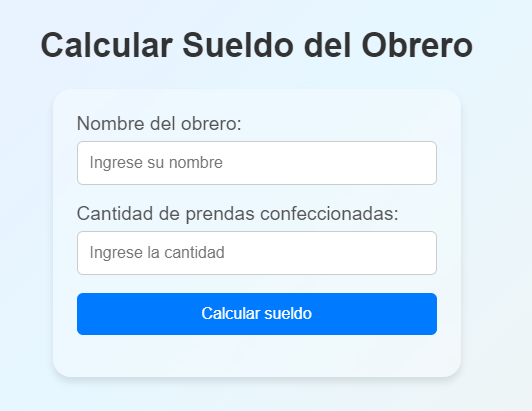 Calcular Sueldo del Obrero
Nombre del obrero:
Ingrese su nombre
Cantidad de prendas confeccionadas:
Ingrese la cantidad
Calcular sueldo